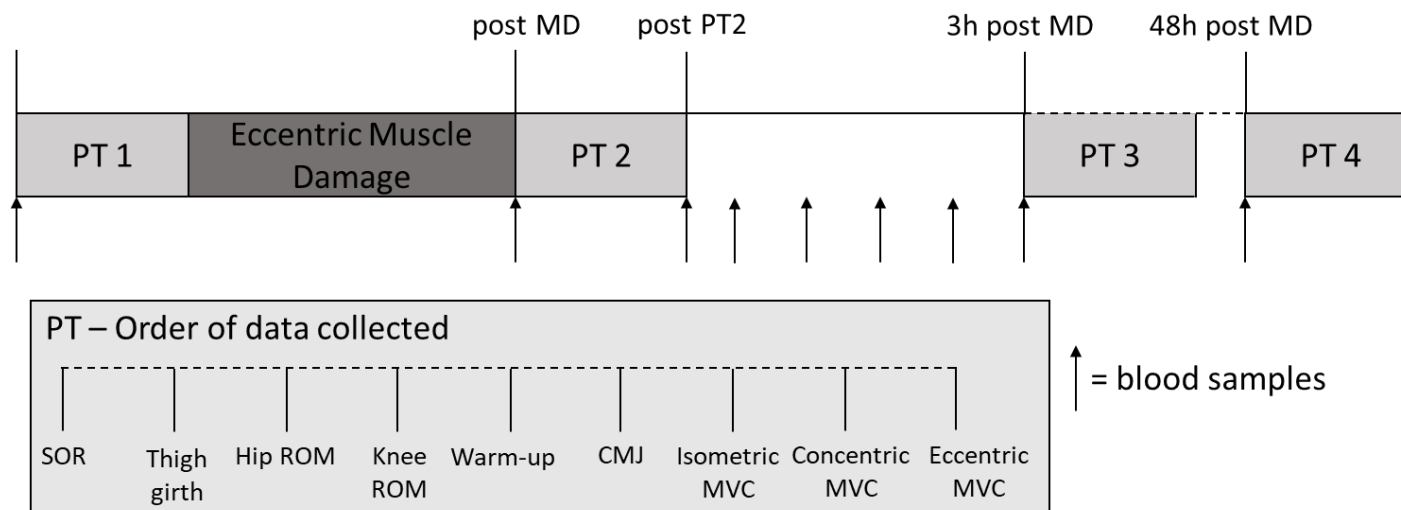 post MD
post PT2
3h post MD
48h post MD
PT 1
Eccentric Muscle
Damage
PT 2
PT 3
PT 4
PT – Order of data collected
SOR
Thigh
girth
Hip ROM
Knee
ROM
Warm-up
CMJ
Isometric
MVC
Concentric
MVC
Eccentric
MVC
= blood samples